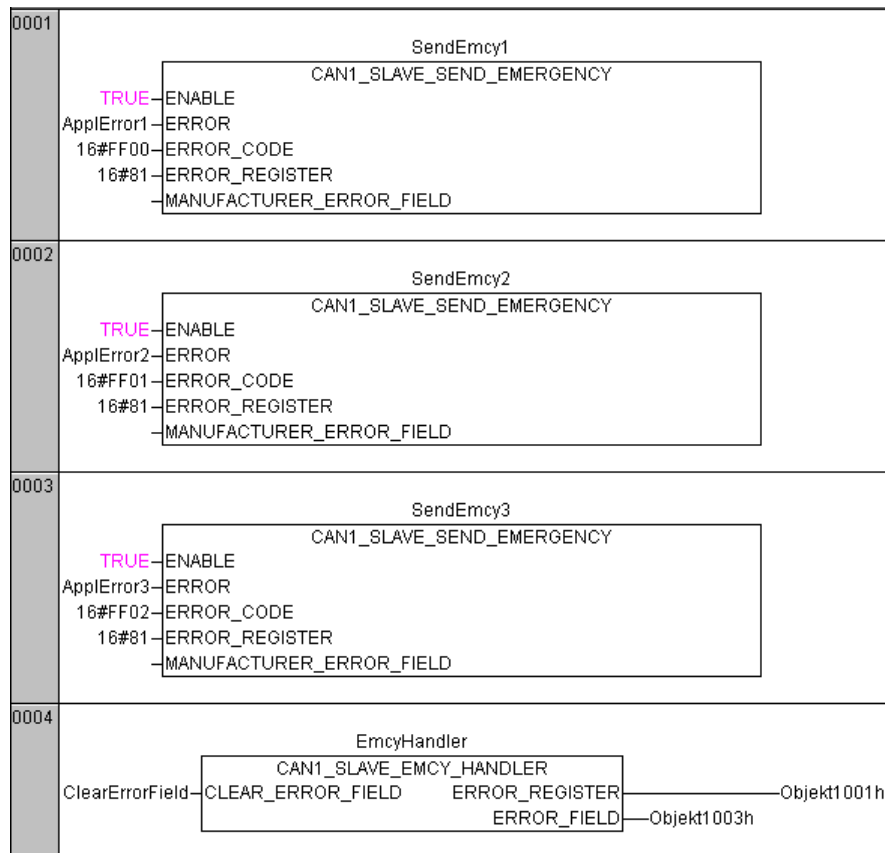 0001
SendEmcy1
CAN1_SLAVE_SEND_EMERGENCY
TRUE ENABLE
ApplError1 ERROR
16#FF00 ERROR_CODE
16#81 ERROR_REGISTER
MANUFACTURER_ERROR_FIELD
0002
SendEmcy2
CAN1_SLAVE_SEND_EMERGENCY
TRUE ENABLE
ApplError2 ERROR
16#FF01 ERROR_CODE
16#81 ERROR_REGISTER
MANUFACTURER_ERROR_FIELD
0003
SendEmcy3
CAN1_SLAVE_SEND_EMERGENCY
TRUE ENABLE
ApplError3 ERROR
16#FF02 ERROR_CODE
16#81 ERROR_REGISTER
MANUFACTURER_ERROR_FIELD
0004
EmcyHandler
CAN1_SLAVE_EMCY_HANDLER
ClearErrorField CLEAR_ERROR_FIELD ERROR_REGISTER Objekt1001h
ERROR_FIELD Objekt1003h